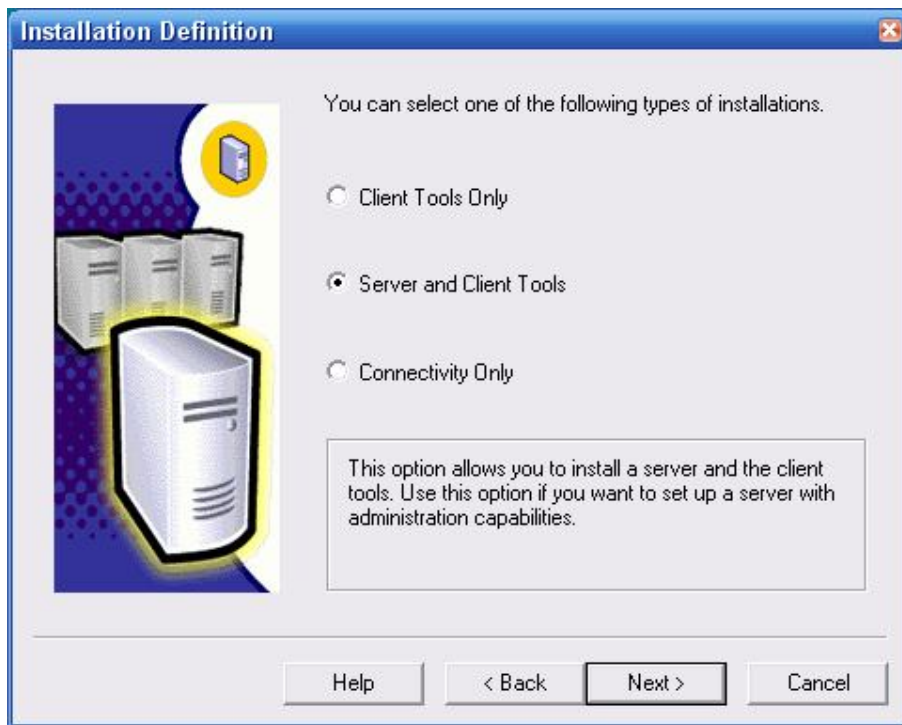 Installation Definition
You can select one of the following types of installations.
Client Tools Only
Server and Client Tools
Connectivity Only
This option allows you to install a server and the client
tools. Use this option if you want to set up a server with
administration capabilities.
Help
< Back
Next >
Cancel